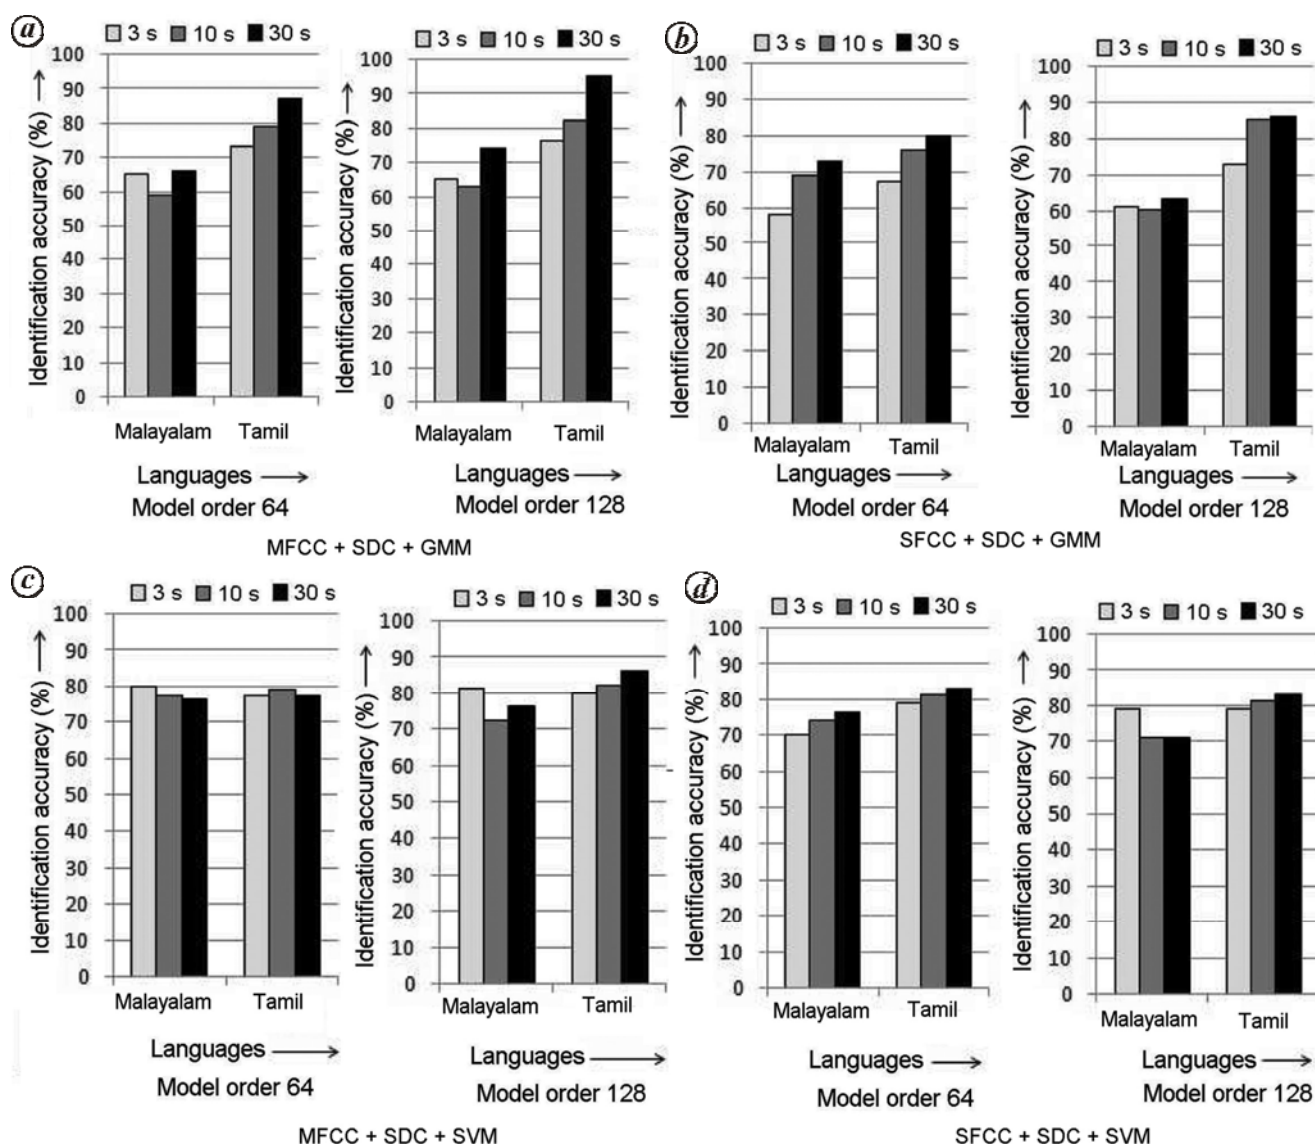 a
3 s 10 s 30 s
100
90
80
70
60
50
40
30
20
10
0
Identification accuracy (%)
Malayalam Tamil
Languages
Model order 64
3 s 10 s 30 s
100
90
80
70
60
50
40
30
20
10
0
Identification accuracy (%)
Malayalam Tamil
Languages
Model order 128
MFCC + SDC + GMM
b
3 s 10 s 30 s
100
90
80
70
60
50
40
30
20
10
0
Identification accuracy (%)
Malayalam Tamil
Languages
Model order 64
3 s 10 s 30 s
100
90
80
70
60
50
40
30
20
10
0
Identification accuracy (%)
Malayalam Tamil
Languages
Model order 128
SFCC + SDC + GMM
c
3 s 10 s 30 s
100
90
80
70
60
50
40
30
20
10
0
Identification accuracy (%)
Malayalam Tamil
Languages
Model order 64
3 s 10 s 30 s
100
90
80
70
60
50
40
30
20
10
0
Identification accuracy (%)
Malayalam Tamil
Languages
Model order 128
MFCC + SDC + SVM
d
3 s 10 s 30 s
100
90
80
70
60
50
40
30
20
10
0
Identification accuracy (%)
Malayalam Tamil
Languages
Model order 64
3 s 10 s 30 s
100
90
80
70
60
50
40
30
20
10
0
Identification accuracy (%)
Malayalam Tamil
Languages
Model order 128
SFCC + SDC + SVM